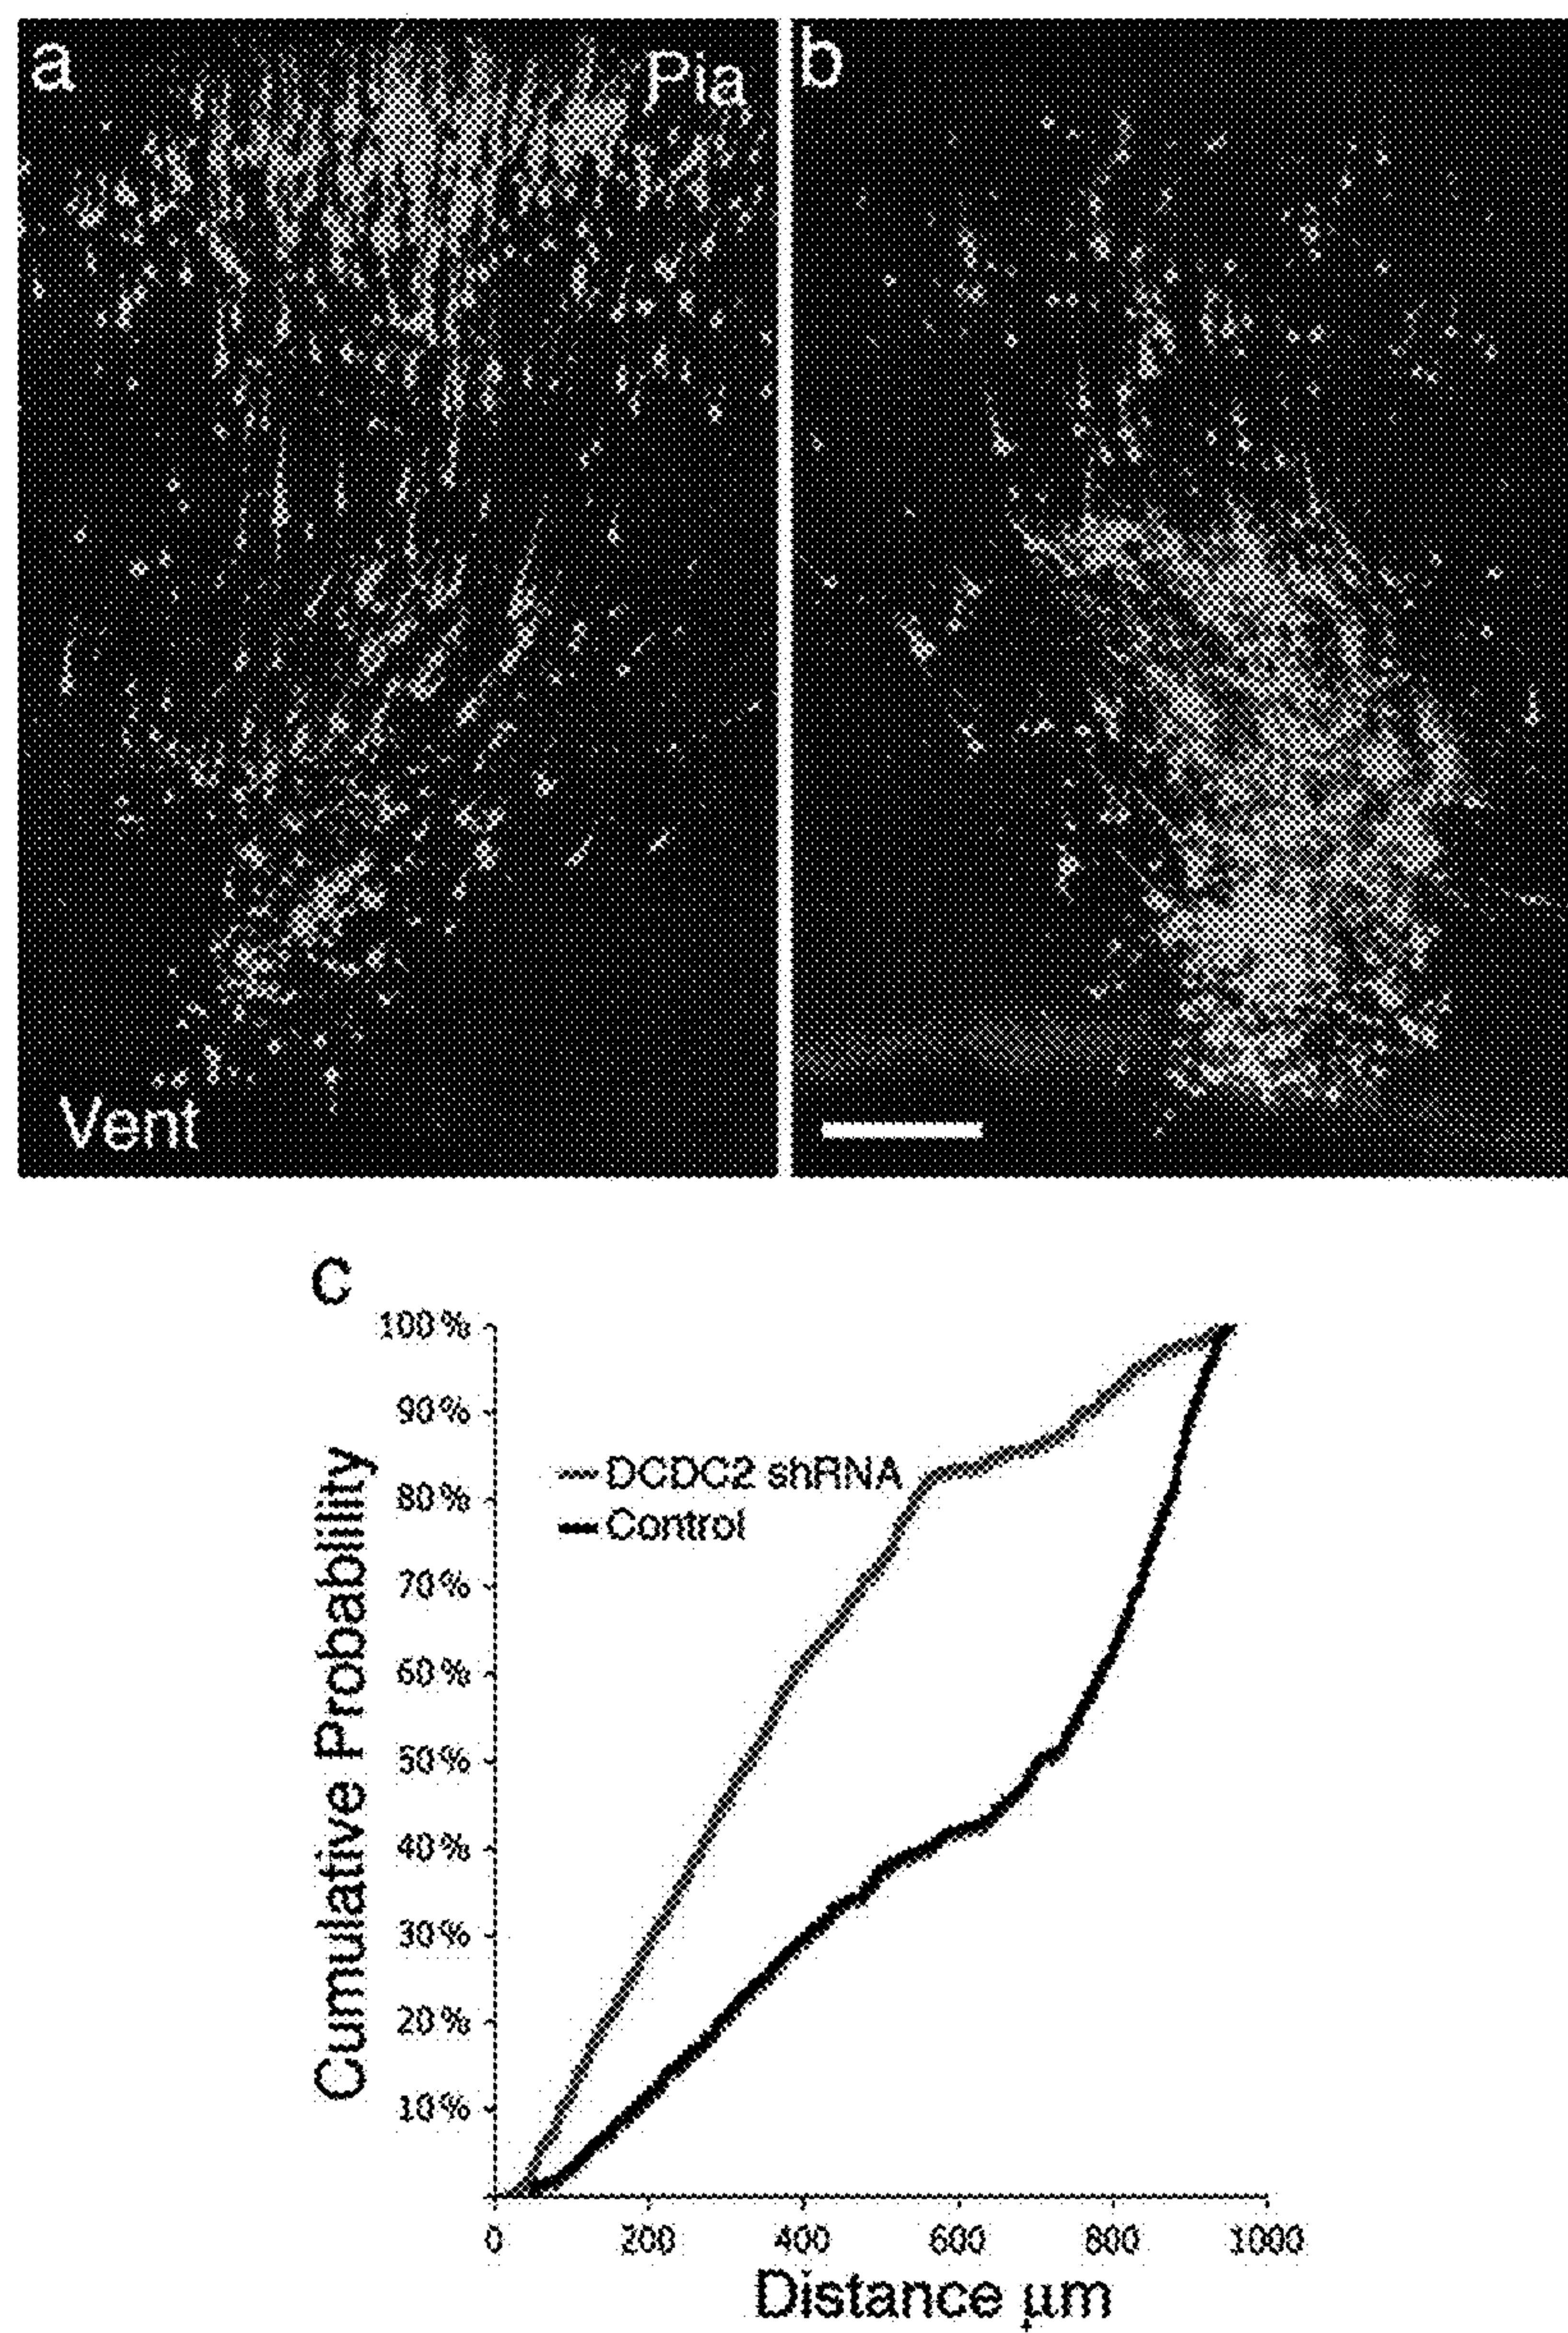 a
Pia
b
Vent
c
100%
90%
80%
70%
60%
50%
40%
30%
20%
10%
Cumulative Probability
DCDC2 shRNA
Control
0 200 400 600 800 1000
Distance µm